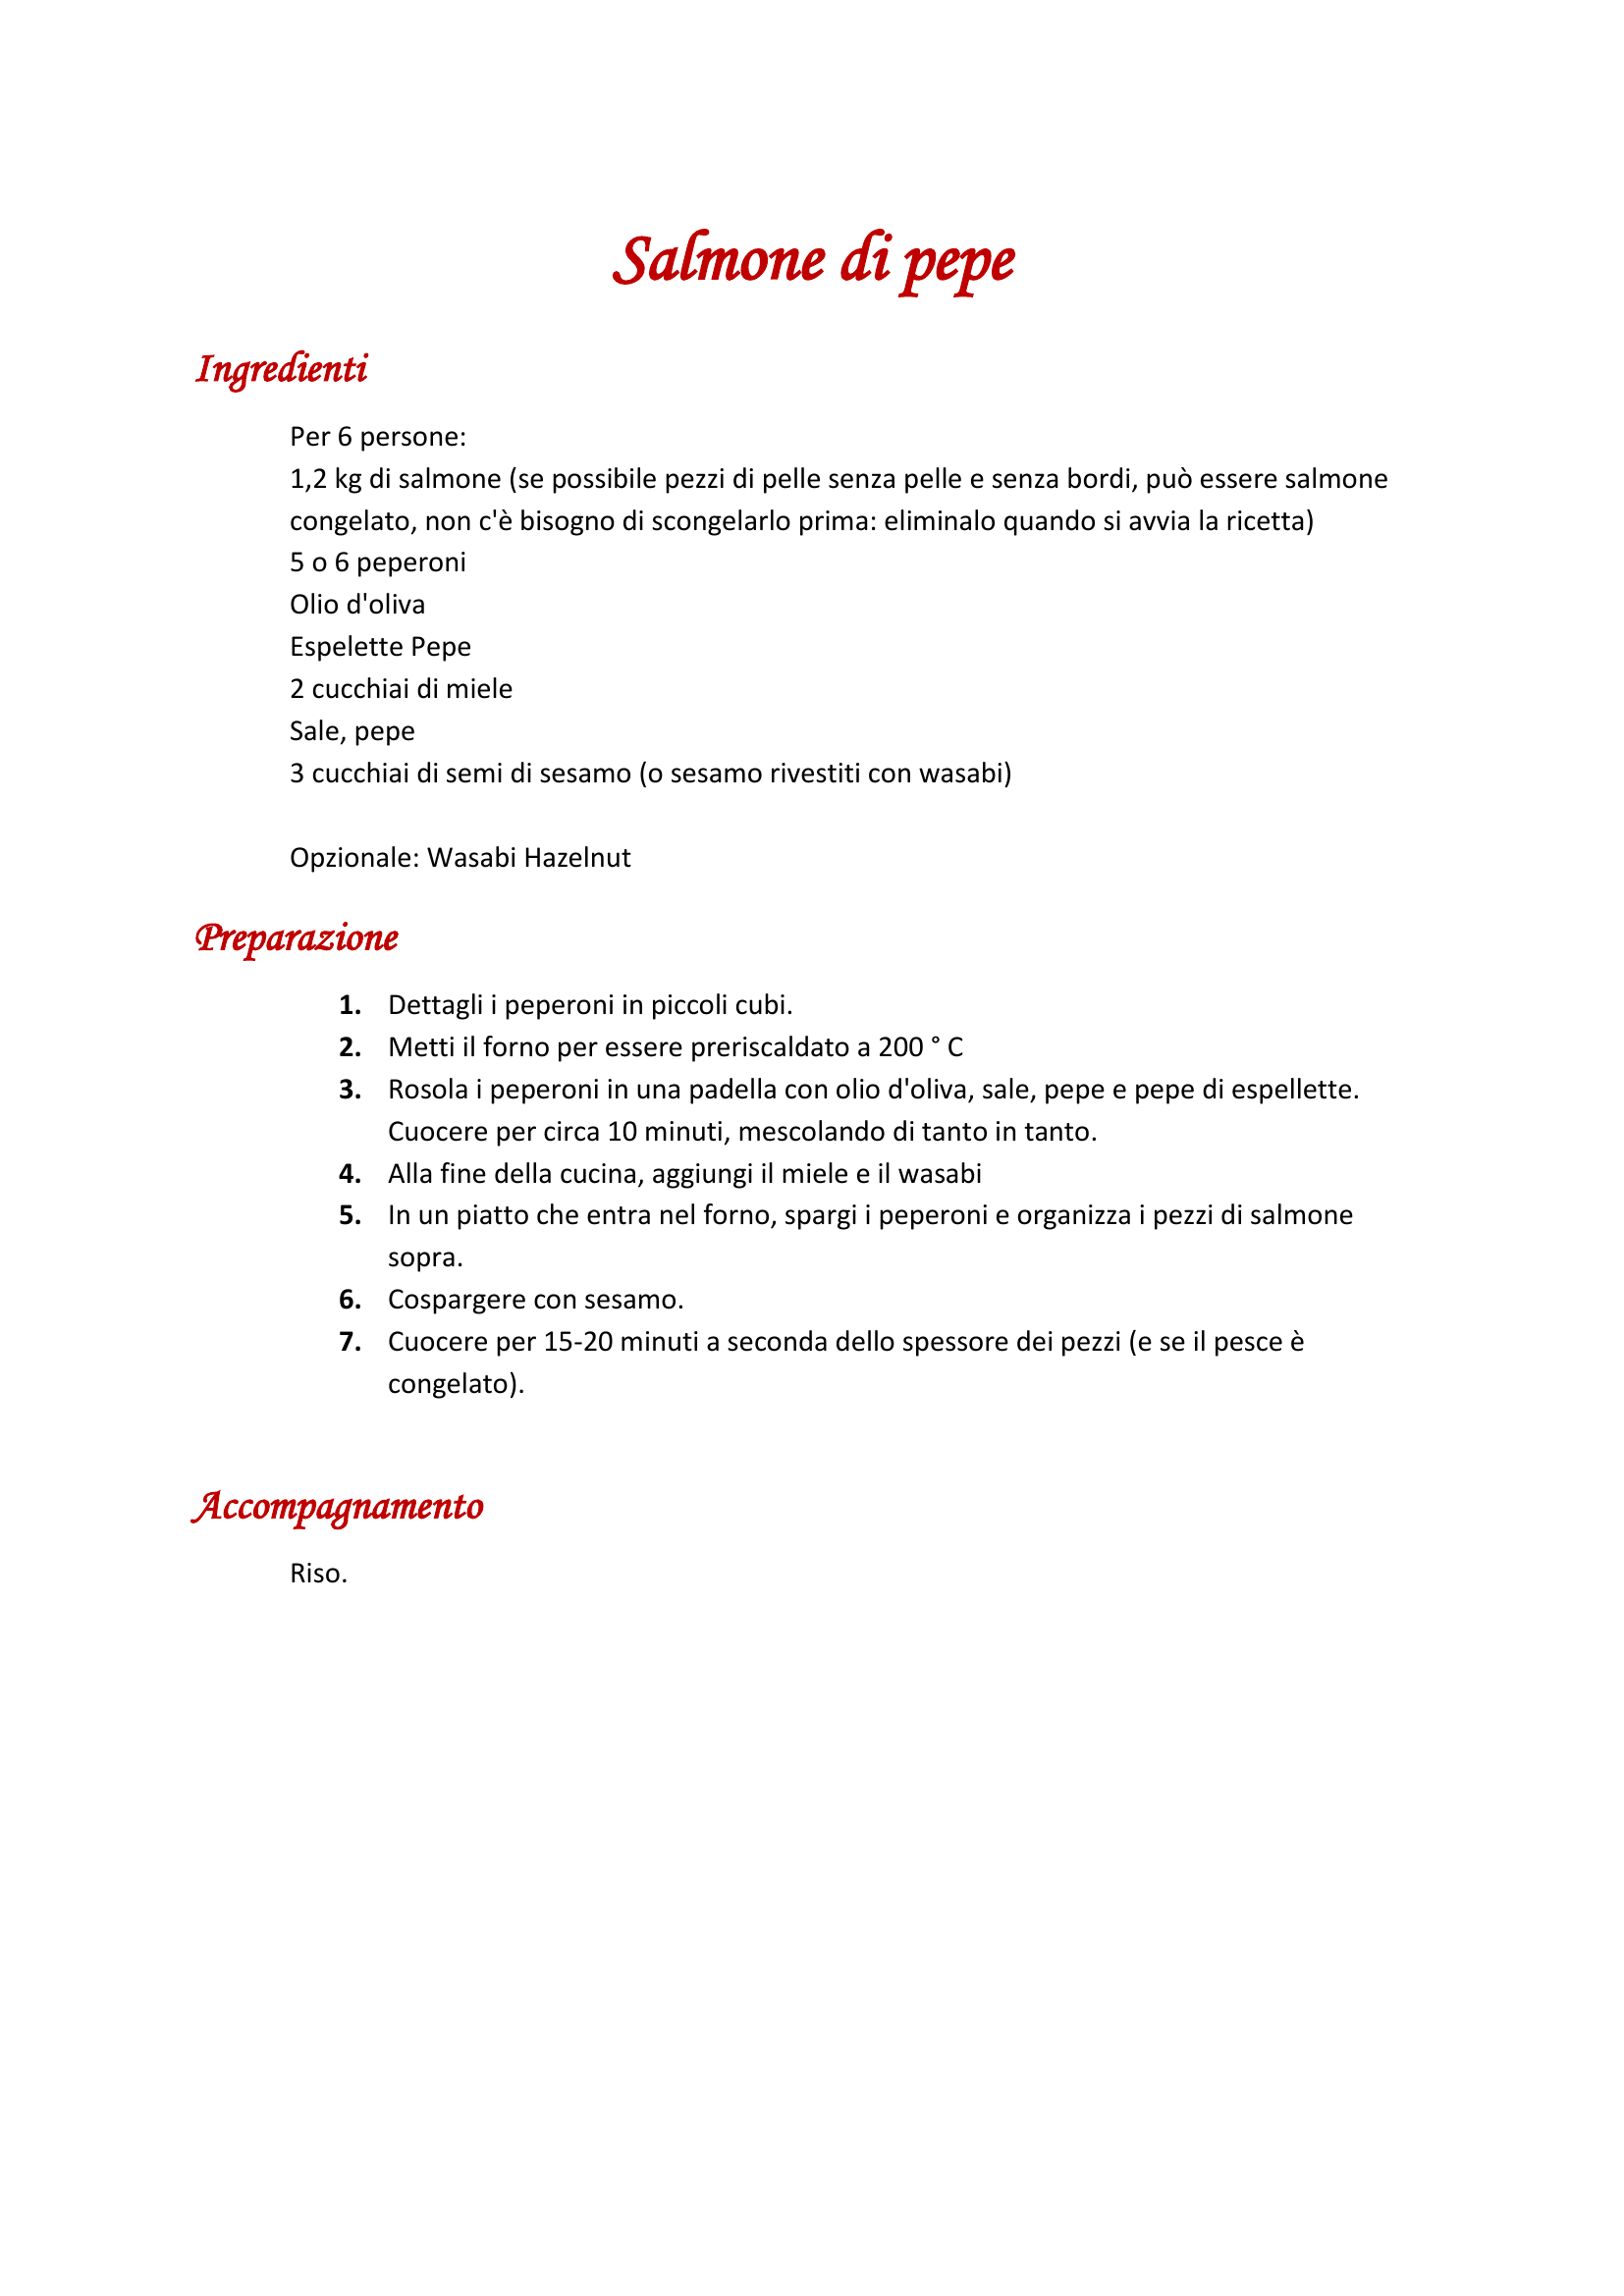 Salmone di pepe
Ingredienti
Per 6 persone:
1,2 kg di salmone (se possibile pezzi di pelle senza pelle e senza bordi, può essere salmone
congelato, non c'è bisogno di scongelarlo prima: eliminalo quando si avvia la ricetta)
5 o 6 peperoni
Olio d'oliva
Espelette Pepe
2 cucchiai di miele
Sale, pepe
3 cucchiai di semi di sesamo (o sesamo rivestiti con wasabi)
Opzionale: Wasabi Hazelnut
Preparazione
1. Dettagli i peperoni in piccoli cubi.
2. Metti il forno per essere preriscaldato a 200 ° C
3. Rosola i peperoni in una padella con olio d'oliva, sale, pepe e pepe di espellette.
Cuocere per circa 10 minuti, mescolando di tanto in tanto.
4. Alla fine della cucina, aggiungi il miele e il wasabi
5. In un piatto che entra nel forno, spargi i peperoni e organizza i pezzi di salmone
sopra.
6. Cospargere con sesamo.
7. Cuocere per 15-20 minuti a seconda dello spessore dei pezzi (e se il pesce è
congelato).
Accompagnamento
Riso.